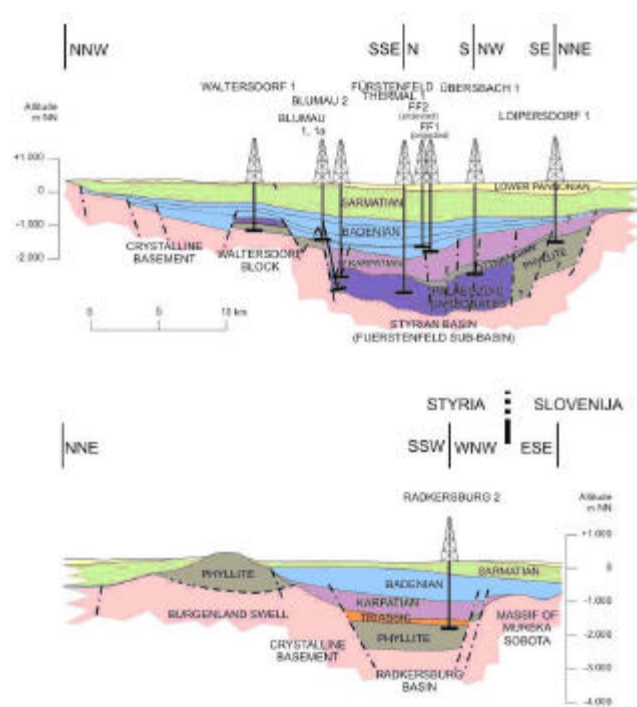 NNW
SSE N
S NW
SE NNE
WALTERSDORF 1
BLUMAU 2
BLUMAU
1, 1a
FÜRSTENFELD
THERMAL 1
FF2
FF1
ÜBERSBACH 1
LOIPERSDORF 1
Altitude
m NN
+1.000
0
-1.000
-2.000
LOWER PANNONIAN
SARMATIAN
BADENIAN
KARPATIAN
CRYSTALLINE
BASEMENT
WALTERSDORF
BLOCK
PHYLLITE
PALAEOZOIC
CARBONATES
STYRIAN BASIN
(FUERSTENFELD SUB-BASIN)
0 5 10 km
STYRIA
SLOVENIJA
NNE
SSW WNW
ESE
RADKERSBURG 2
Altitude
m NN
+1.000
0
-1.000
-2.000
-3.000
-4.000
PHYLLITE
SARMATIAN
BADENIAN
KARPATIAN
TRIASSIC
PHYLLITE
BURGENLAND SWELL
CRYSTALLINE
BASEMENT
RADKERSBURG
BASIN
MASSIF OF
MURSKA
SOBOTA